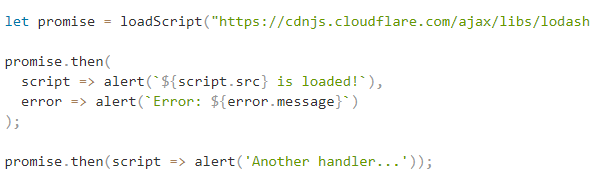 let promise = loadScript("https://cdnjs.cloudflare.com/ajax/libs/lodash
promise.then(
script => alert(`${script.src} is loaded!`),
error => alert(`Error: ${error.message}`)
);
promise.then(script => alert('Another handler...'));